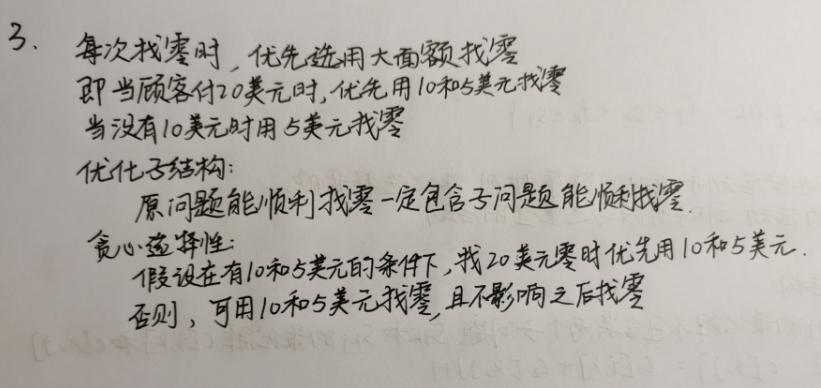 3. 每次找零时，优先选用大面额找零
即当顾客付20美元时，优先用10和5美元找零
当没有10美元时用5美元找零
优化子结构：
原问题能顺利找零一定包含子问题能顺利找零.
贪心选择性：
假设在有10和5美元的条件下，找20美元零时优先用10和5美元.
否则，可用10和5美元找零，且不影响之后找零